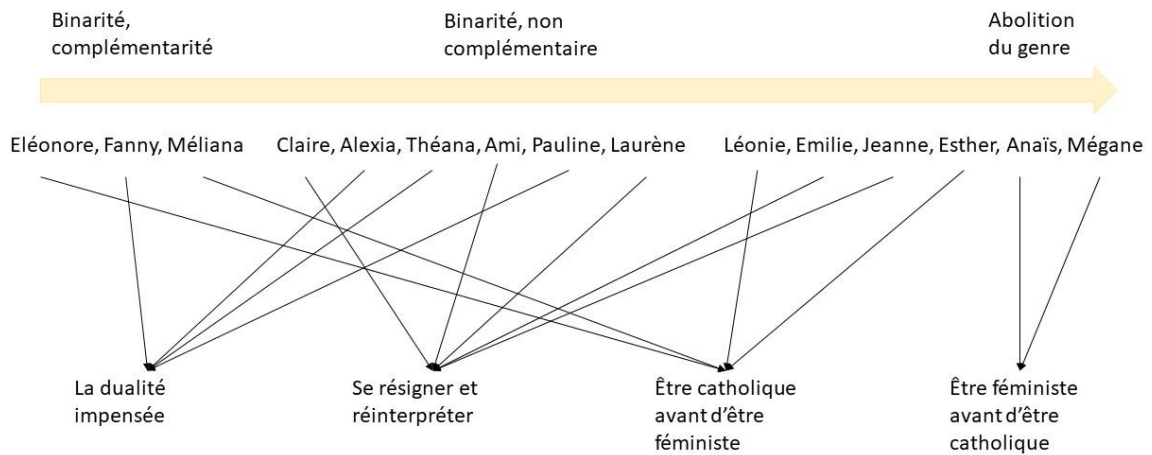 Binarité,
complémentarité
Binarité, non
complémentaire
Abolition
du genre
Eléonore, Fanny, Méliana
Claire, Alexia, Théana, Ami, Pauline, Laurène
Léonie, Emilie, Jeanne, Esther, Anaïs, Mégane
La dualité
impensée
Se résigner et
réinterpréter
Être catholique
avant d'être
féministe
Être féministe
avant d'être
catholique